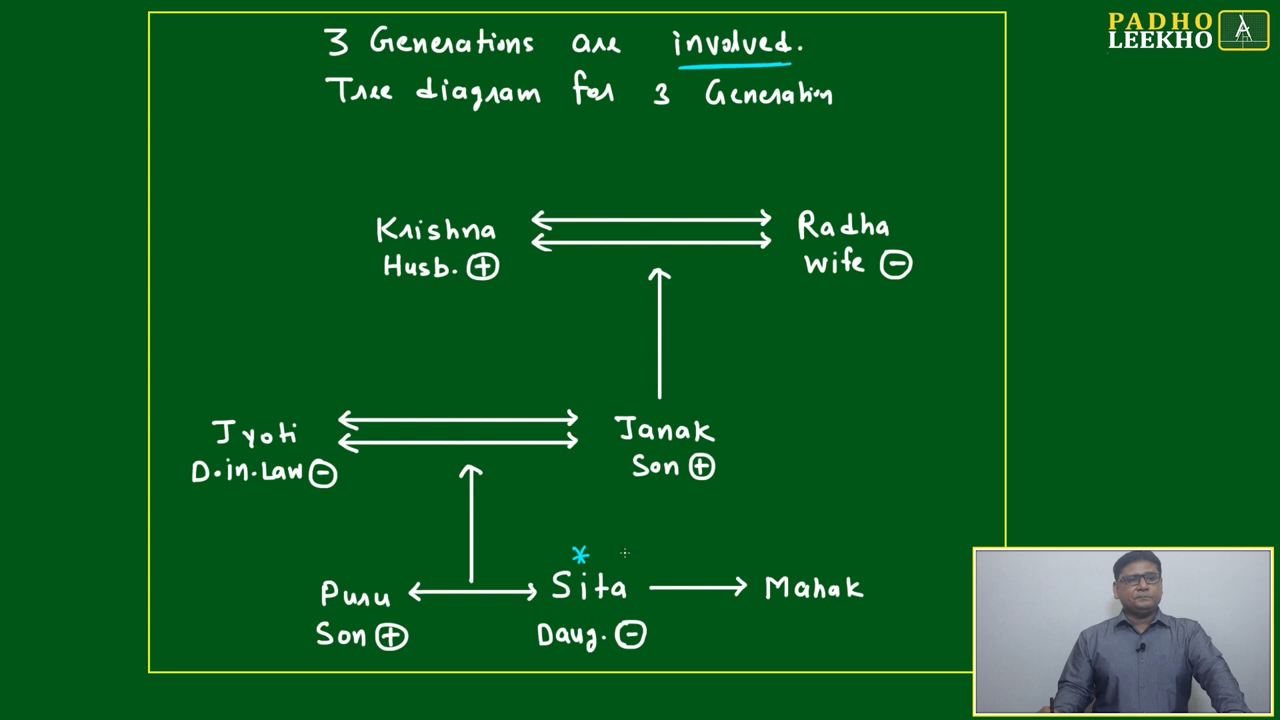 PADHO
LEEKHO
3 Generations are involved.
Tree diagram for 3 Generation
Krishna
Husb. +
Radha
Wife -
Jyoti
D.in.Law -
Janak
Son +
* Sita
Puru
Mahak
Son +
Daug. -